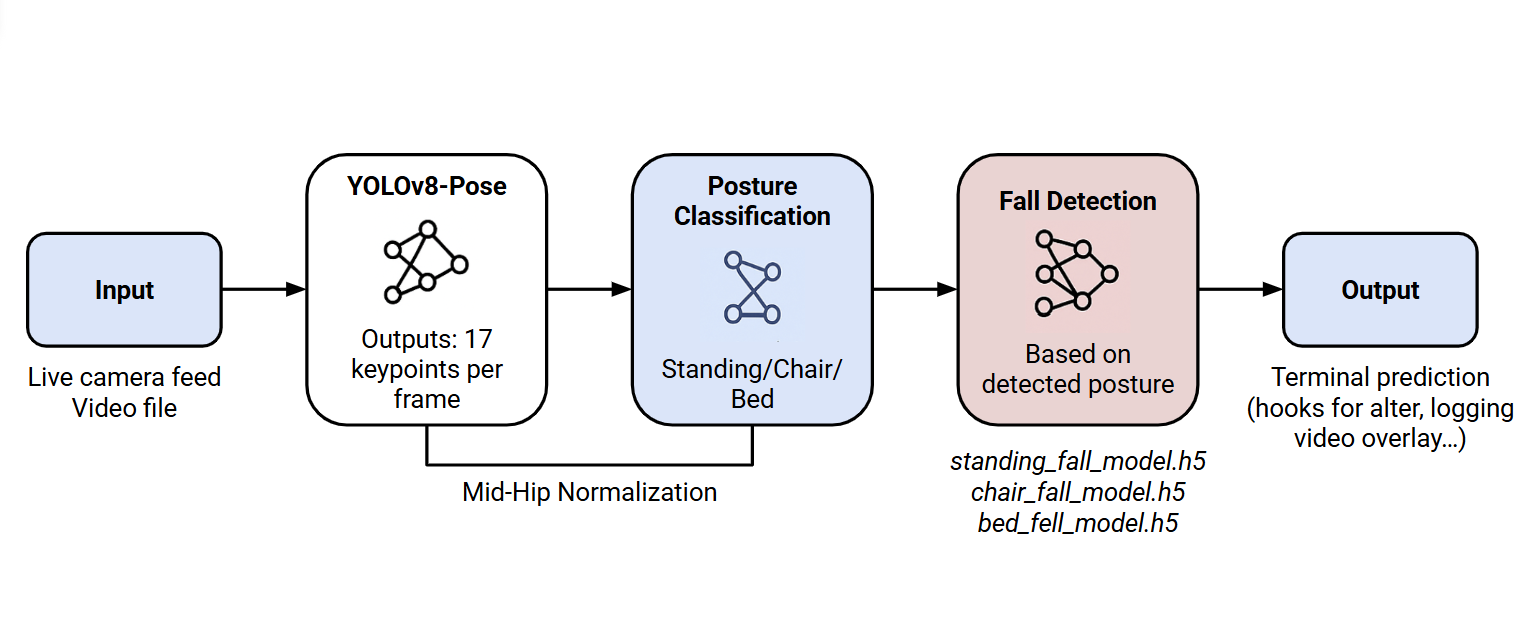 Input
Live camera feed
Video file
YOLOv8-Pose
Outputs: 17
keypoints per
frame
Mid-Hip Normalization
Posture
Classification
Standing/Chair/
Bed
Fall Detection
Based on
detected posture
standing_fall_model.h5
chair_fall_model.h5
bed_fell_model.h5
Output
Terminal prediction
(hooks for alter, logging
video overlay...)